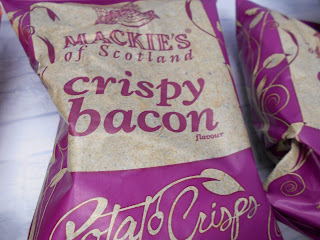 MACKIE'S
of Scotland
crispy
bacon
flavour
Potato Crisps